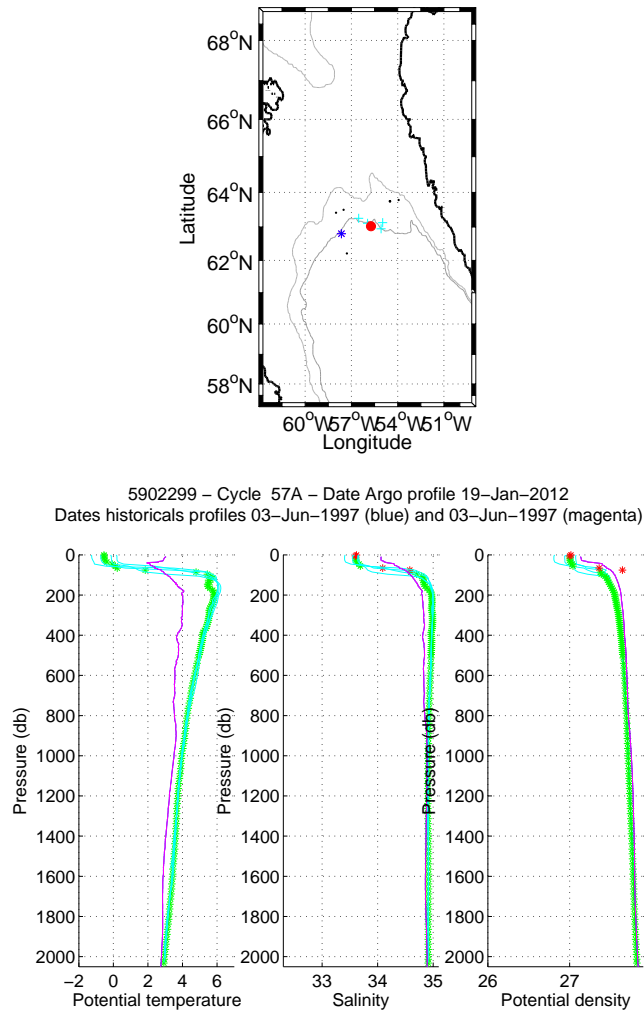 68°N
66°N
64°N
62°N
60°N
58°N
Latitude
60°W 57°W 54°W 51°W
Longitude
5902299 − Cycle 57A − Date Argo profile 19−Jan−2012
Dates historicals profiles 03−Jun−1997 (blue) and 03−Jun−1997 (magenta)
0
200
400
600
800
1000
1200
1400
1600
1800
2000
Pressure (db)
−2 0 2 4 6
Potential temperature
0
200
400
600
800
1000
1200
1400
1600
1800
2000
Pressure (db)
33 34 35
Salinity
0
200
400
600
800
1000
1200
1400
1600
1800
2000
Pressure (db)
26 27
Potential density